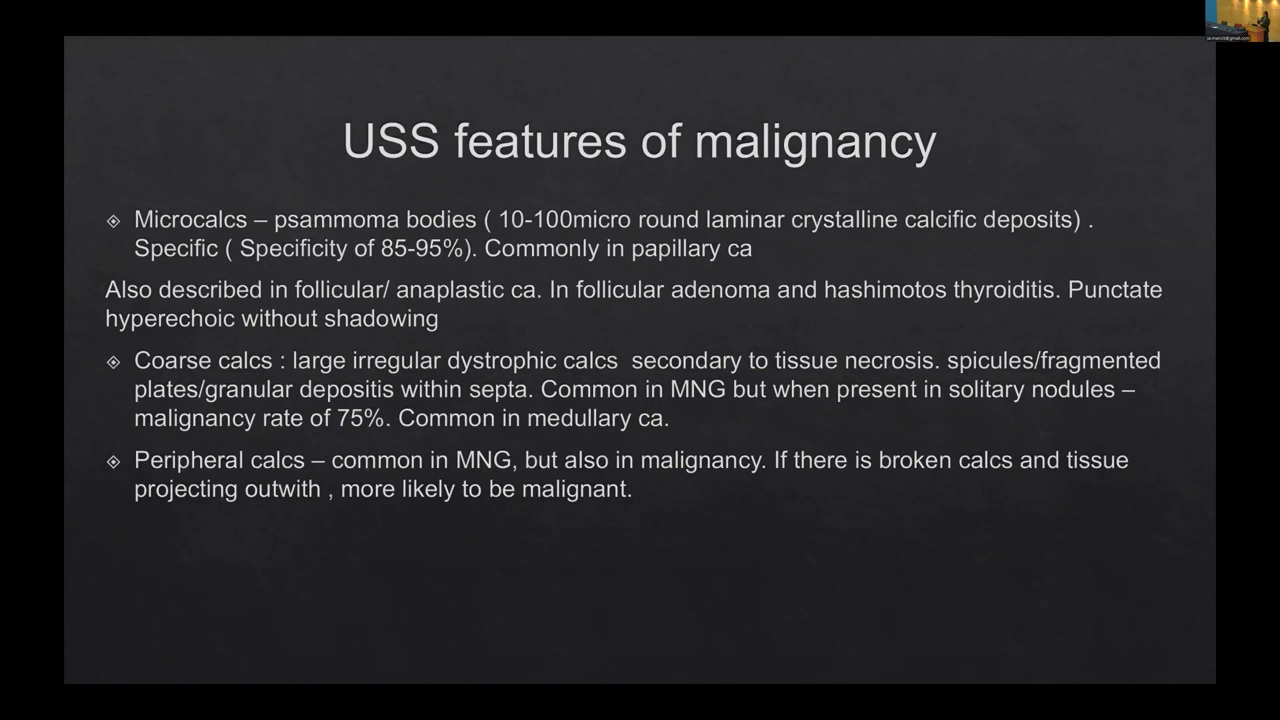 USS features of malignancy
Microcalcs – psammoma bodies ( 10-100micro round laminar crystalline calcific deposits) .
Specific ( Specificity of 85-95%). Commonly in papillary ca
Also described in follicular/ anaplastic ca. In follicular adenoma and hashimotos thyroiditis. Punctate
hyperechoic without shadowing
Coarse calcs : large irregular dystrophic calcs  secondary to tissue necrosis. spicules/fragmented
plates/granular depositis within septa. Common in MNG but when present in solitary nodules –
malignancy rate of 75%. Common in medullary ca.
Peripheral calcs – common in MNG, but also in malignancy. If there is broken calcs and tissue
projecting outwith , more likely to be malignant.